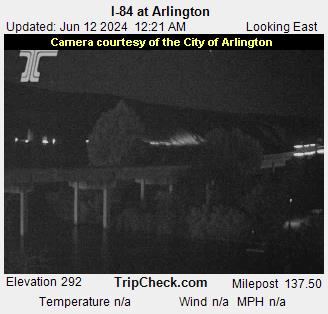 I-84 at Arlington
Updated: Jun 12 2024 12:21 AM Looking East
Camera courtesy of the City of Arlington
Elevation 292 TripCheck.com Milepost 137.50
Temperature n/a Wind n/a MPH n/a